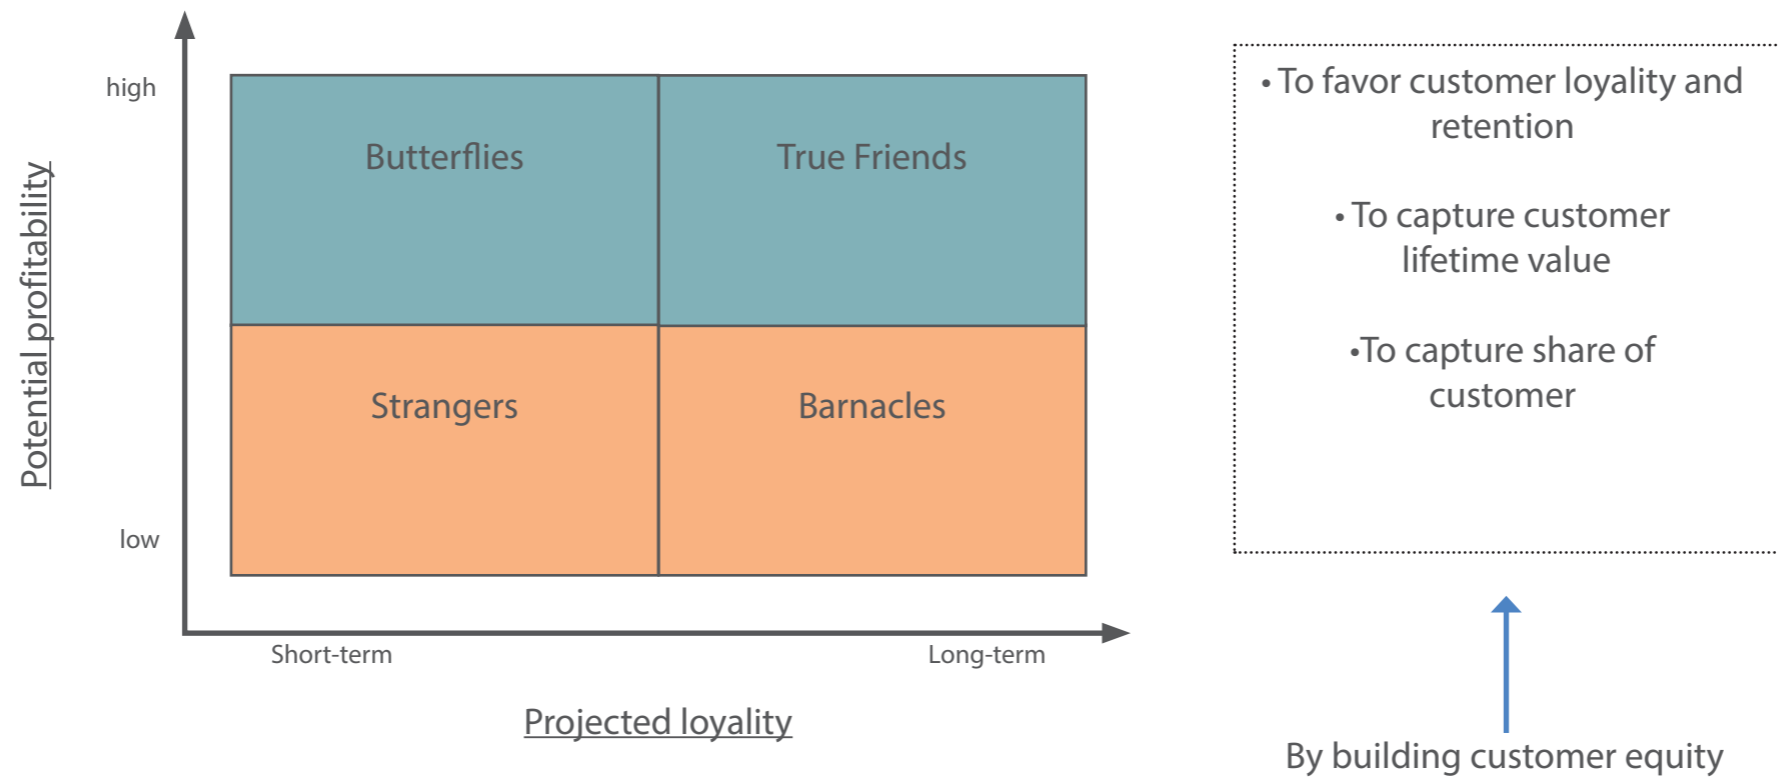 high
Butterflies
True Friends
Potential profitability
Strangers
Barnacles
low
Short-term
Long-term
Projected loyality
• To favor customer loyality and
retention
• To capture customer
lifetime value
•To capture share of
customer
By building customer equity